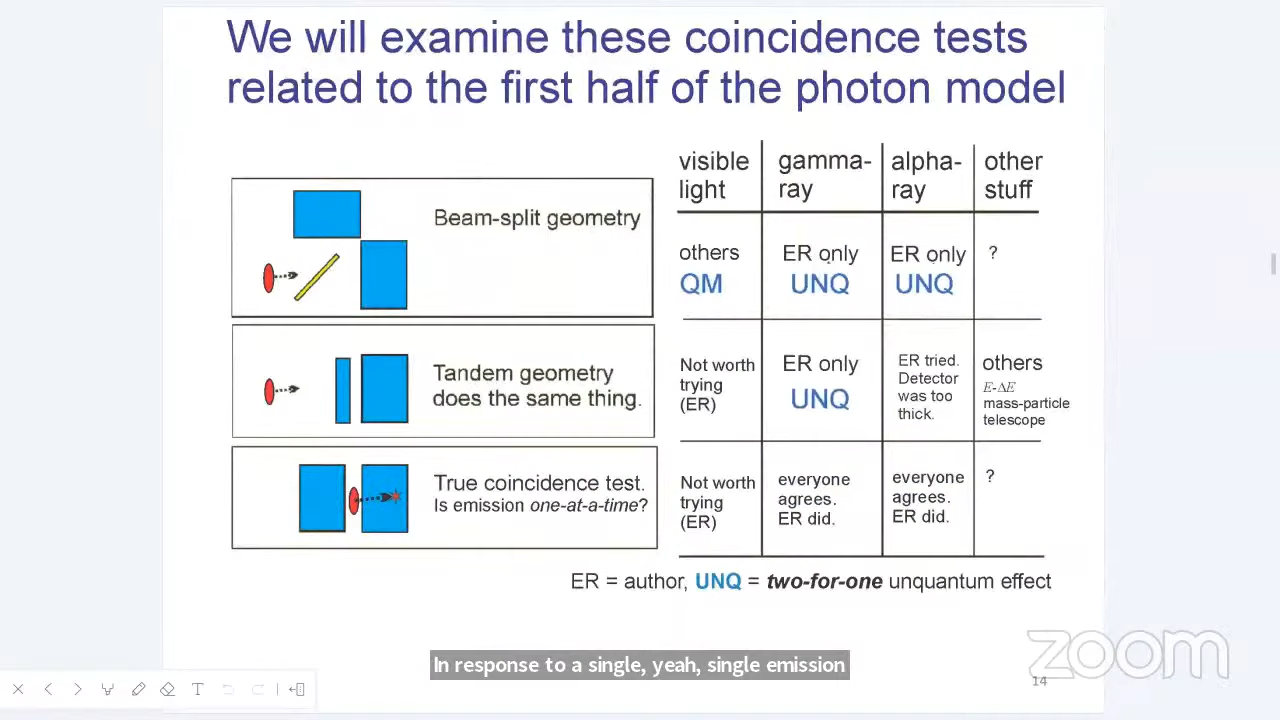 We will examine these coincidence tests
related to the first half of the photon model
visible
light
gamma-
ray
alpha-
ray
other
stuff
Beam-split geometry
others
QM
ER only
UNQ
ER only
UNQ
?
Tandem geometry
does the same thing.
Not worth
trying
(ER)
ER only
UNQ
ER tried.
Detector
was too
thick.
others
E-ΔE
mass-particle
telescope
True coincidence test.
Is emission one-at-a-time?
Not worth
trying
(ER)
everyone
agrees.
ER did.
everyone
agrees.
ER did.
?
ER = author, UNQ = two-for-one unquantum effect
In response to a single, yeah, single emission
zoom
14
T